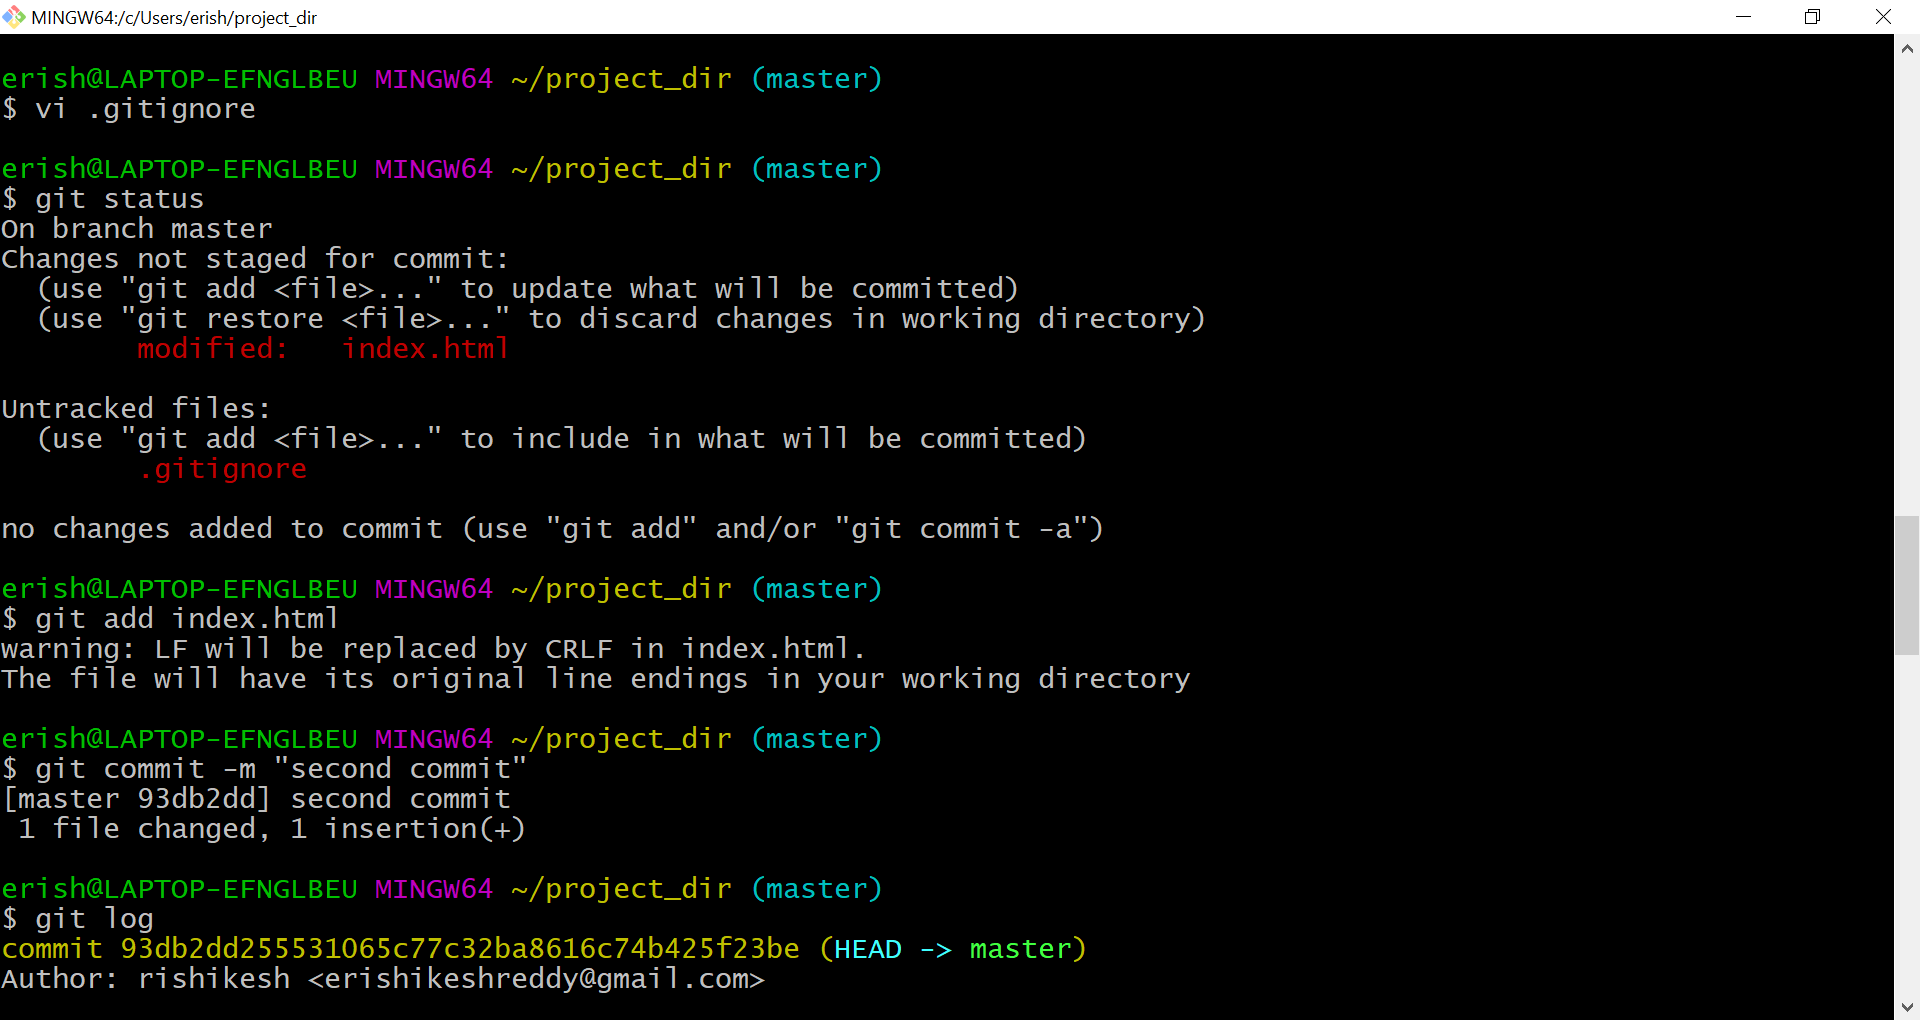 MINGW64:/c/Users/erish/project_dir
erish@LAPTOP-EFNGLBEU MINGW64 ~/project_dir (master)
$ vi .gitignore
erish@LAPTOP-EFNGLBEU MINGW64 ~/project_dir (master)
$ git status
On branch master
Changes not staged for commit:
  (use "git add <file>..." to update what will be committed)
  (use "git restore <file>..." to discard changes in working directory)
        modified:   index.html
Untracked files:
  (use "git add <file>..." to include in what will be committed)
        .gitignore
no changes added to commit (use "git add" and/or "git commit -a")
erish@LAPTOP-EFNGLBEU MINGW64 ~/project_dir (master)
$ git add index.html
warning: LF will be replaced by CRLF in index.html.
The file will have its original line endings in your working directory
erish@LAPTOP-EFNGLBEU MINGW64 ~/project_dir (master)
$ git commit -m "second commit"
[master 93db2dd] second commit
 1 file changed, 1 insertion(+)
erish@LAPTOP-EFNGLBEU MINGW64 ~/project_dir (master)
$ git log
commit 93db2dd255531065c77c32ba8616c74b425f23be (HEAD -> master)
Author: rishikesh <erishikeshreddy@gmail.com>